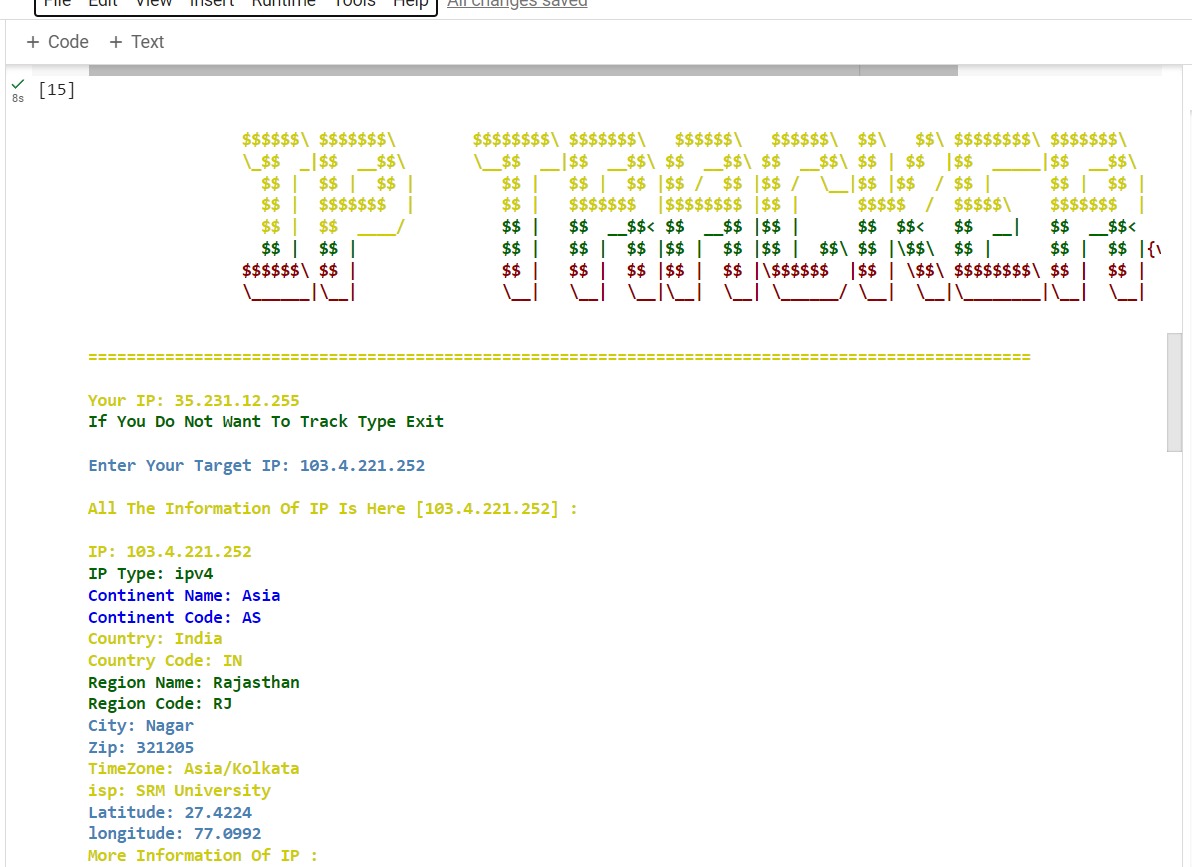 File Edit View Insert Runtime Tools Help All changes saved
+ Code + Text
8s [15]
$$$$$$\ $$$$$$$\        $$$$$$$$\ $$$$$$$\   $$$$$$\   $$$$$$\  $$\   $$\ $$$$$$$$\ $$$$$$$\
\_$$  _|$$  __$$\       \__$$  __|$$  __$$\ $$  __$$\ $$  __$$\ $$ | $$  |$$  _____|$$  __$$\
  $$ |  $$ |  $$ |         $$ |   $$ |  $$ |$$ /  $$ |$$ /  \__|$$ |$$  / $$ |      $$ |  $$ |
  $$ |  $$$$$$$  |         $$ |   $$$$$$$  |$$$$$$$$ |$$ |      $$$$$  /  $$$$$\    $$$$$$$  |
  $$ |  $$  ____/          $$ |   $$  __$$< $$  __$$ |$$ |      $$  $$<   $$  __|   $$  __$$<
  $$ |  $$ |               $$ |   $$ |  $$ |$$ |  $$ |$$ |  $$\ $$ |\$$\  $$ |      $$ |  $$ |{\
$$$$$$\ $$ |               $$ |   $$ |  $$ |$$ |  $$ |\$$$$$$  |$$ | \$$\ $$$$$$$$\ $$ |  $$ |
\______|\__|               \__|   \__|  \__|\__|  \__| \______/ \__|  \__|\________|\__|  \__|
==================================================================================================
Your IP: 35.231.12.255
If You Do Not Want To Track Type Exit
Enter Your Target IP: 103.4.221.252
All The Information Of IP Is Here [103.4.221.252] :
IP: 103.4.221.252
IP Type: ipv4
Continent Name: Asia
Continent Code: AS
Country: India
Country Code: IN
Region Name: Rajasthan
Region Code: RJ
City: Nagar
Zip: 321205
TimeZone: Asia/Kolkata
isp: SRM University
Latitude: 27.4224
longitude: 77.0992
More Information Of IP :